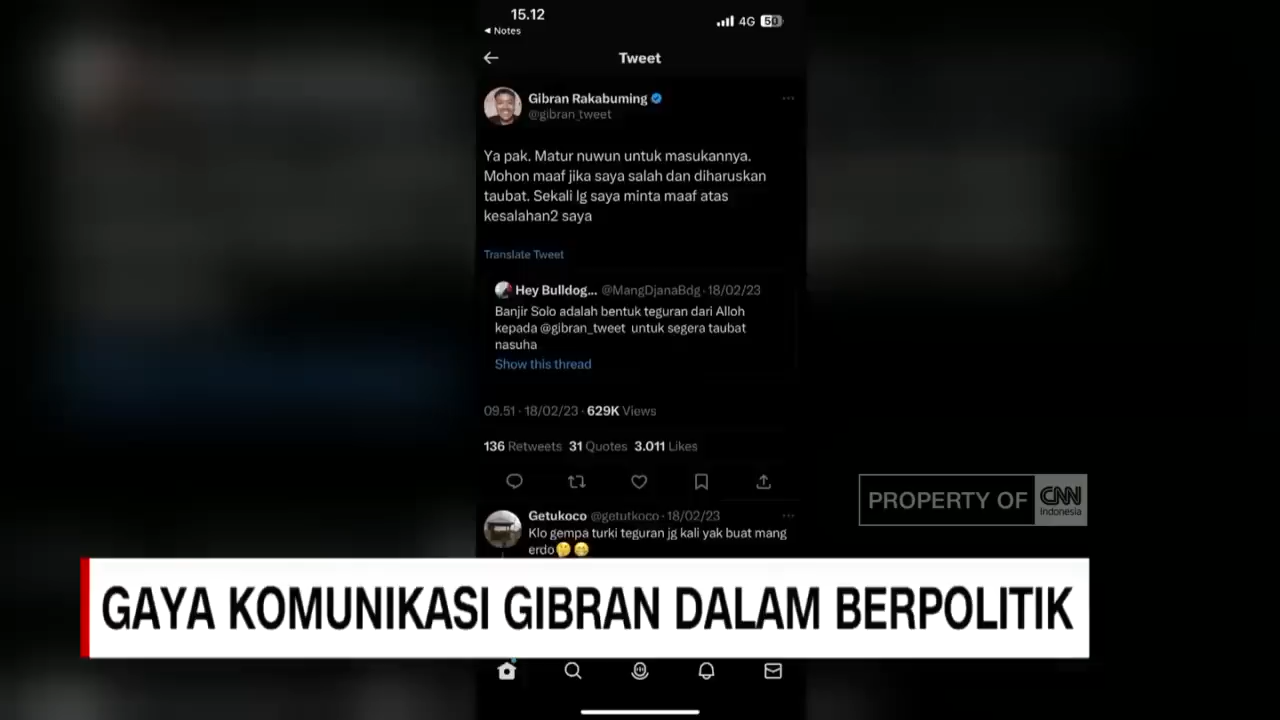 15.12
4G 50
◄ Notes
Tweet
Gibran Rakabuming
@gibran_tweet
Ya pak. Matur nuwun untuk masukannya.
Mohon maaf jika saya salah dan diharuskan
taubat. Sekali lg saya minta maaf atas
kesalahan2 saya
Translate Tweet
Hey Bulldog... @MangDjanaBdg · 18/02/23
Banjir Solo adalah bentuk teguran dari Alloh
kepada @gibran_tweet untuk segera taubat
nasuha
Show this thread
09.51 · 18/02/23 · 629K Views
136 Retweets 31 Quotes 3.011 Likes
PROPERTY OF CNN
Indonesia
Getukoco @getutkoco · 18/02/23
Klo gempa turki teguran jg kali yak buat mang
erdo🤔🤭
GAYA KOMUNIKASI GIBRAN DALAM BERPOLITIK